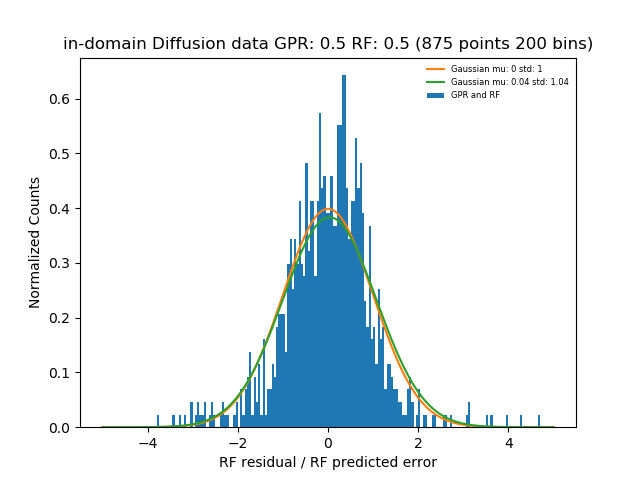 in-domain Diffusion data GPR: 0.5 RF: 0.5 (875 points 200 bins)
Gaussian mu: 0 std: 1
Gaussian mu: 0.04 std: 1.04
GPR and RF
Normalized Counts
0.6
0.5
0.4
0.3
0.2
0.1
0.0
−4 −2 0 2 4
RF residual / RF predicted error